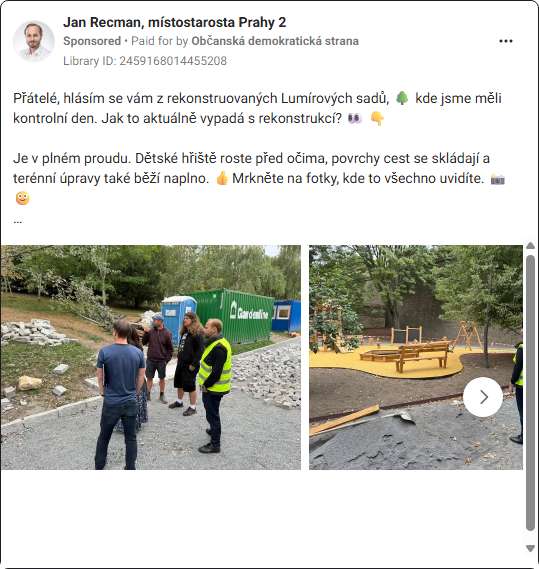 Jan Recman, místostarosta Prahy 2
Sponsored • Paid for by Občanská demokratická strana
Library ID: 2459168014455208
Přátelé, hlásím se vám z rekonstruovaných Lumírových sadů, 🌳 kde jsme měli
kontrolní den. Jak to aktuálně vypadá s rekonstrukcí? 👀 👇
Je v plném proudu. Dětské hřiště roste před očima, povrchy cest se skládají a
terénní úpravy také běží naplno. 👍 Mrkněte na fotky, kde to všechno uvidíte. 📸
😉
...
Gardenline